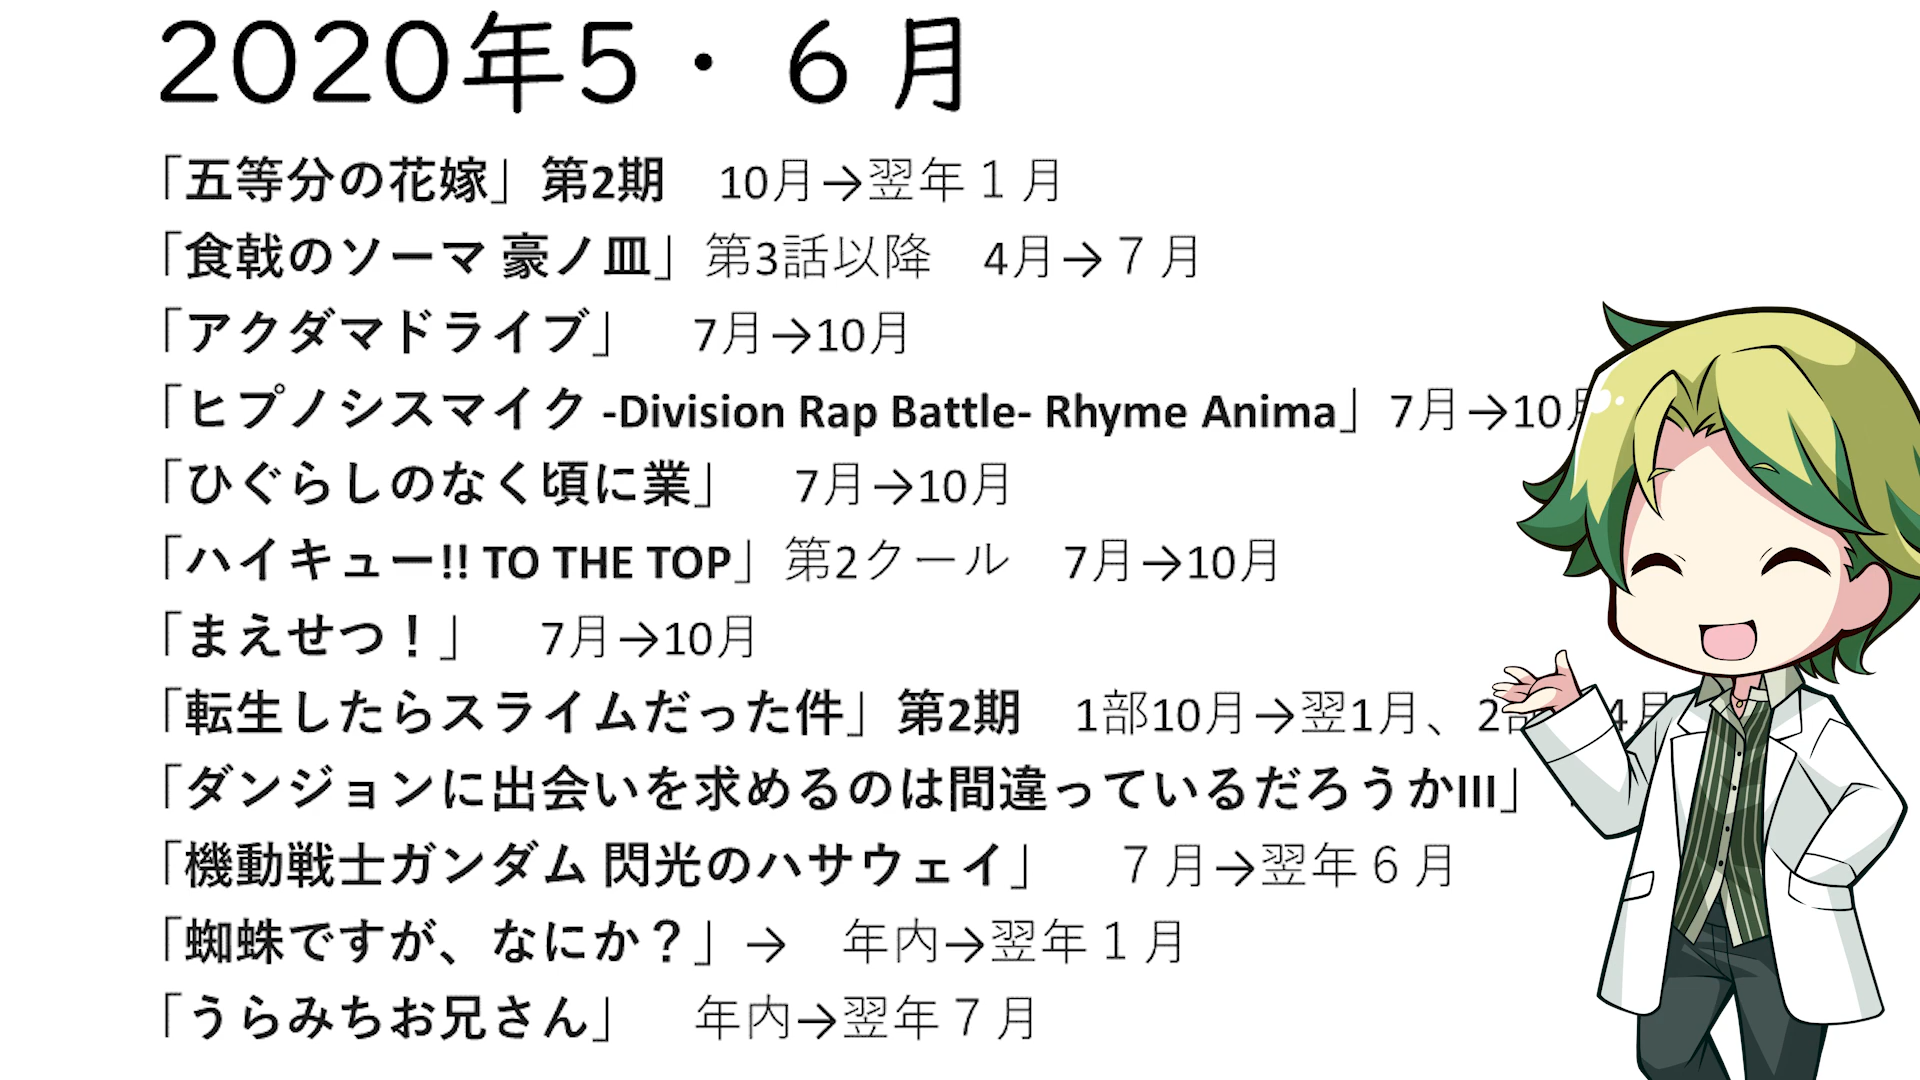 2020年5・６月
「五等分の花嫁」第2期　10月→翌年１月
「食戟のソーマ 豪ノ皿」第3話以降　4月→７月
「アクダマドライブ」　7月→10月
「ヒプノシスマイク -Division Rap Battle- Rhyme Anima」7月→10月
「ひぐらしのなく頃に業」　7月→10月
「ハイキュー!! TO THE TOP」第2クール　7月→10月
「まえせつ！」　7月→10月
「転生したらスライムだった件」第2期　1部10月→翌1月、2部 4月
「ダンジョンに出会いを求めるのは間違っているだろうかIII」
「機動戦士ガンダム 閃光のハサウェイ」　７月→翌年６月
「蜘蛛ですが、なにか？」→　年内→翌年１月
「うらみちお兄さん」　年内→翌年７月